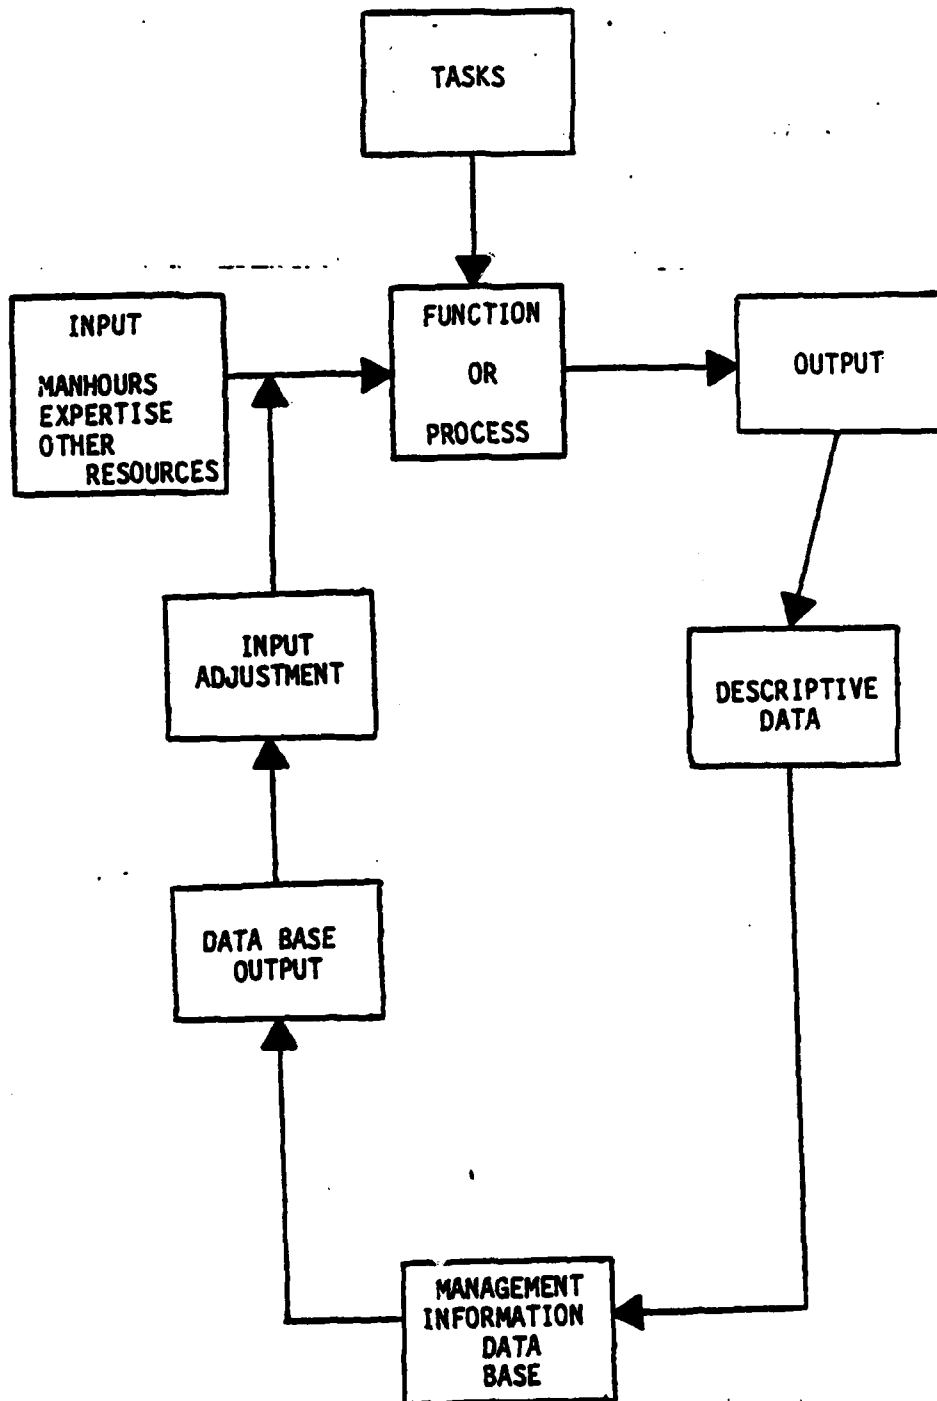 TASKS
INPUT
MANHOURS
EXPERTISE
OTHER
RESOURCES
FUNCTION
OR
PROCESS
OUTPUT
INPUT
ADJUSTMENT
DESCRIPTIVE
DATA
DATA BASE
OUTPUT
MANAGEMENT
INFORMATION
DATA
BASE